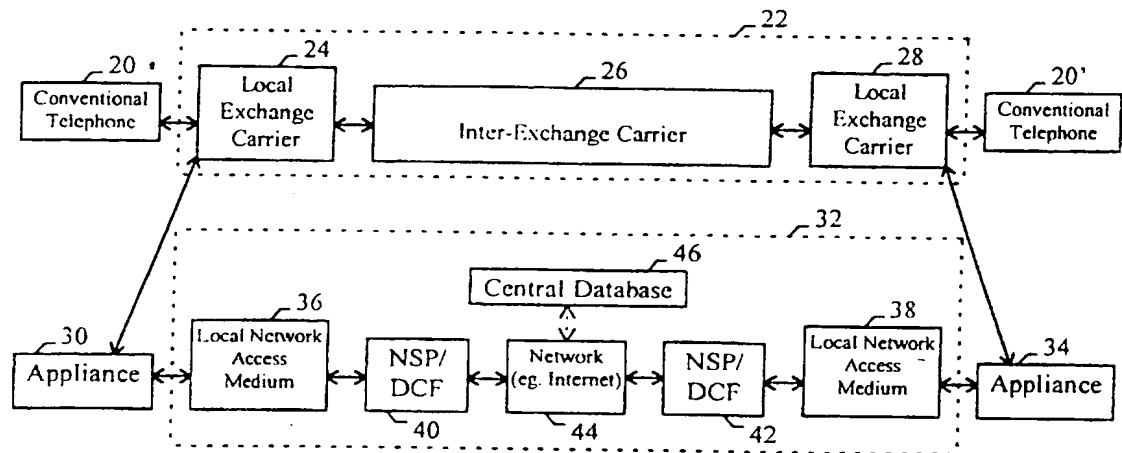 22
20
24
26
28
20'
Conventional
Telephone
Local
Exchange
Carrier
Inter-Exchange Carrier
Local
Exchange
Carrier
Conventional
Telephone
32
46
Central Database
36
38
30
34
Appliance
Local Network
Access
Medium
NSP/
DCF
Network
(eg. Internet)
NSP/
DCF
Local Network
Access
Medium
Appliance
40
44
42